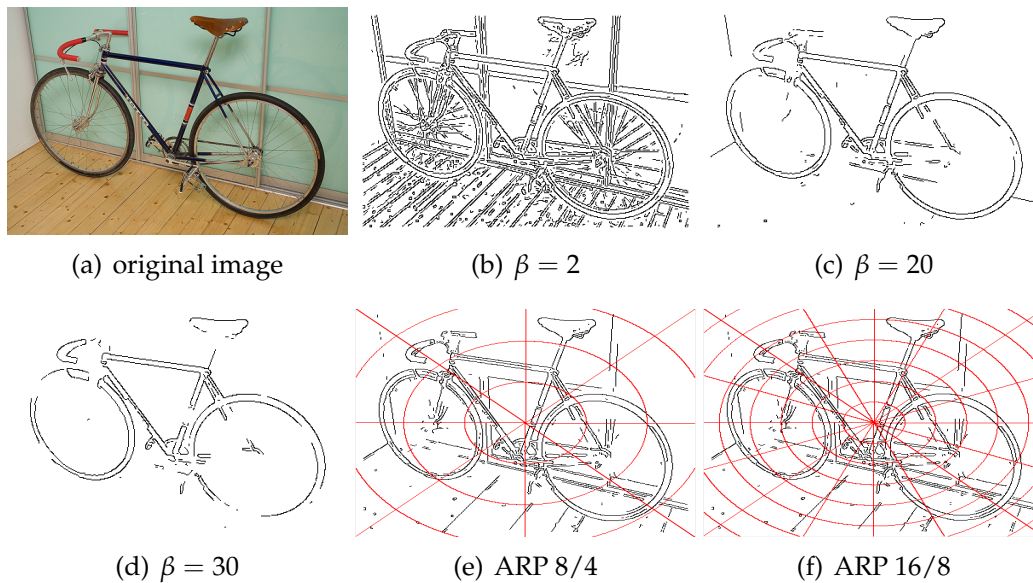 (a) original image
(b) β = 2
(c) β = 20
(d) β = 30
(e) ARP 8/4
(f) ARP 16/8